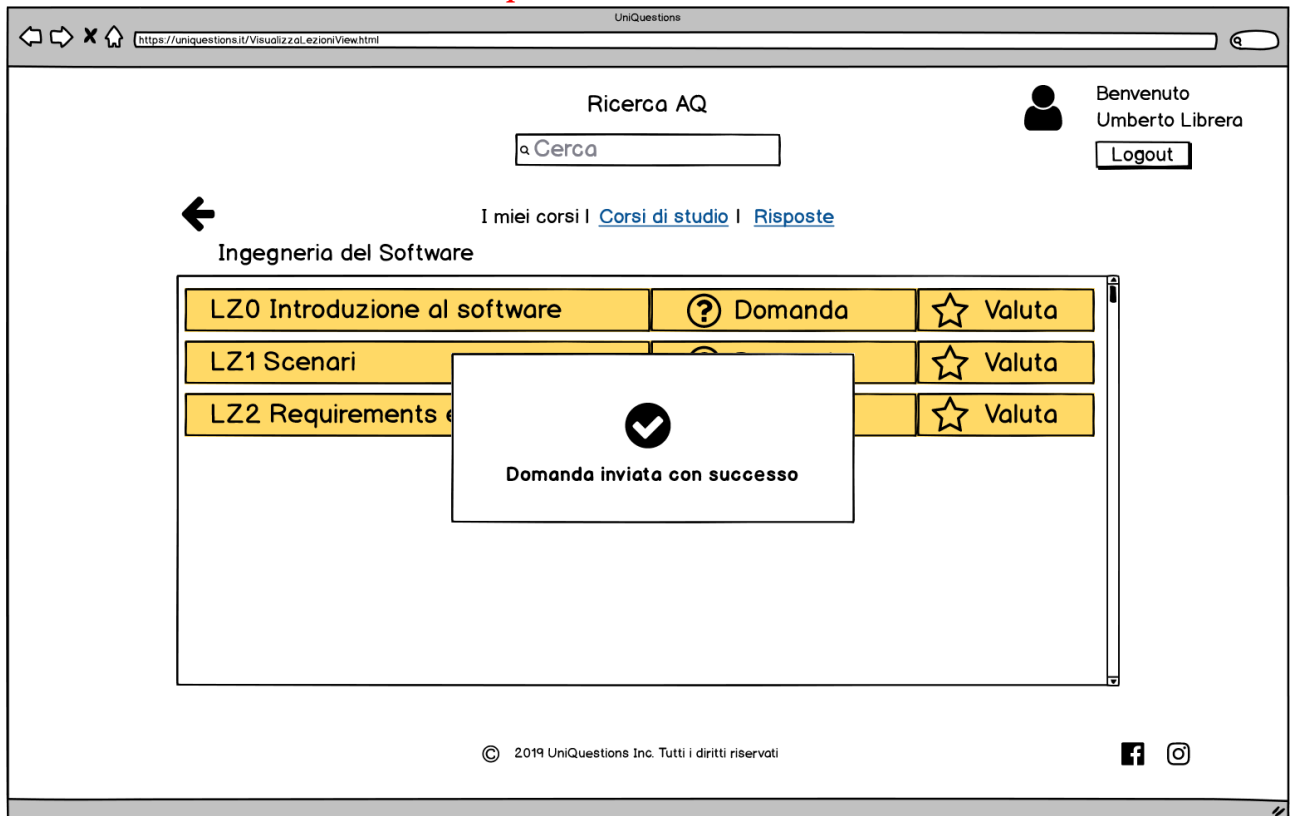 UniQuestions
https://uniquestions.it/VisualizzaLezioniView.html
Ricerca AQ
Benvenuto
Umberto Librera
Cerca
Logout
I miei corsi | Corsi di studio | Risposte
Ingegneria del Software
LZ0 Introduzione al software Domanda Valuta
LZ1 Scenari Valuta
LZ2 Requirements Valuta
Domanda inviata con successo
© 2019 UniQuestions Inc. Tutti i diritti riservati